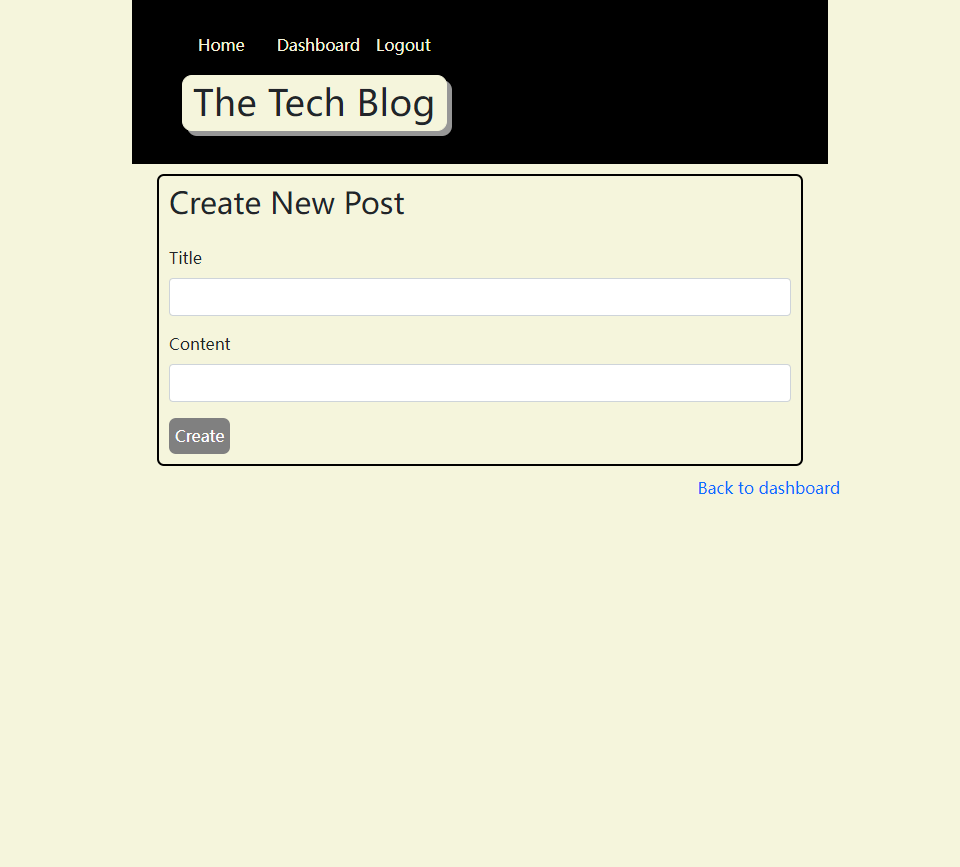 Home Dashboard Logout
The Tech Blog
Create New Post
Title
Content
Create
Back to dashboard